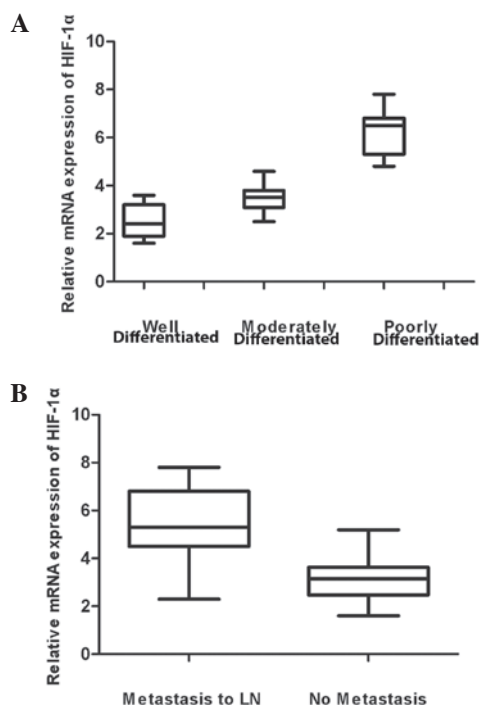 A
Relative mRNA expression of HIF-1α
10
8
6
4
2
0
Well Differentiated
Moderately Differentiated
Poorly Differentiated
B
Relative mRNA expression of HIF-1α
10
8
6
4
2
0
Metastasis to LN
No Metastasis